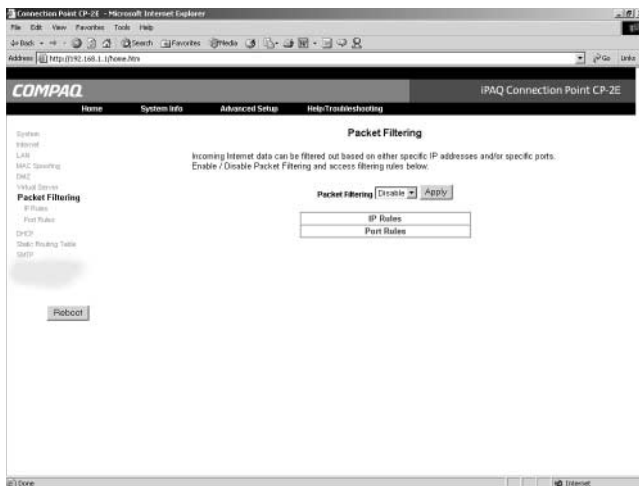 Connection Point CP-2E - Microsoft Internet Explorer
File Edit View Favorites Tools Help
Back Search Favorites Media
Address http://192.168.1.1/home.htm Go Links
COMPAQ iPAQ Connection Point CP-2E
Home System Info Advanced Setup Help/Troubleshooting
System
Internet
LAN
MAC Spoofing
DMZ
Virtual Server
Packet Filtering
IP Rules
Port Rules
DHCP
Static Routing Table
SNTP
Reboot
Packet Filtering
Incoming Internet data can be filtered out based on either specific IP addresses and/or specific ports.
Enable / Disable Packet Filtering and access filtering rules below.
Packet Filtering Disable Apply
IP Rules
Port Rules
Done Internet